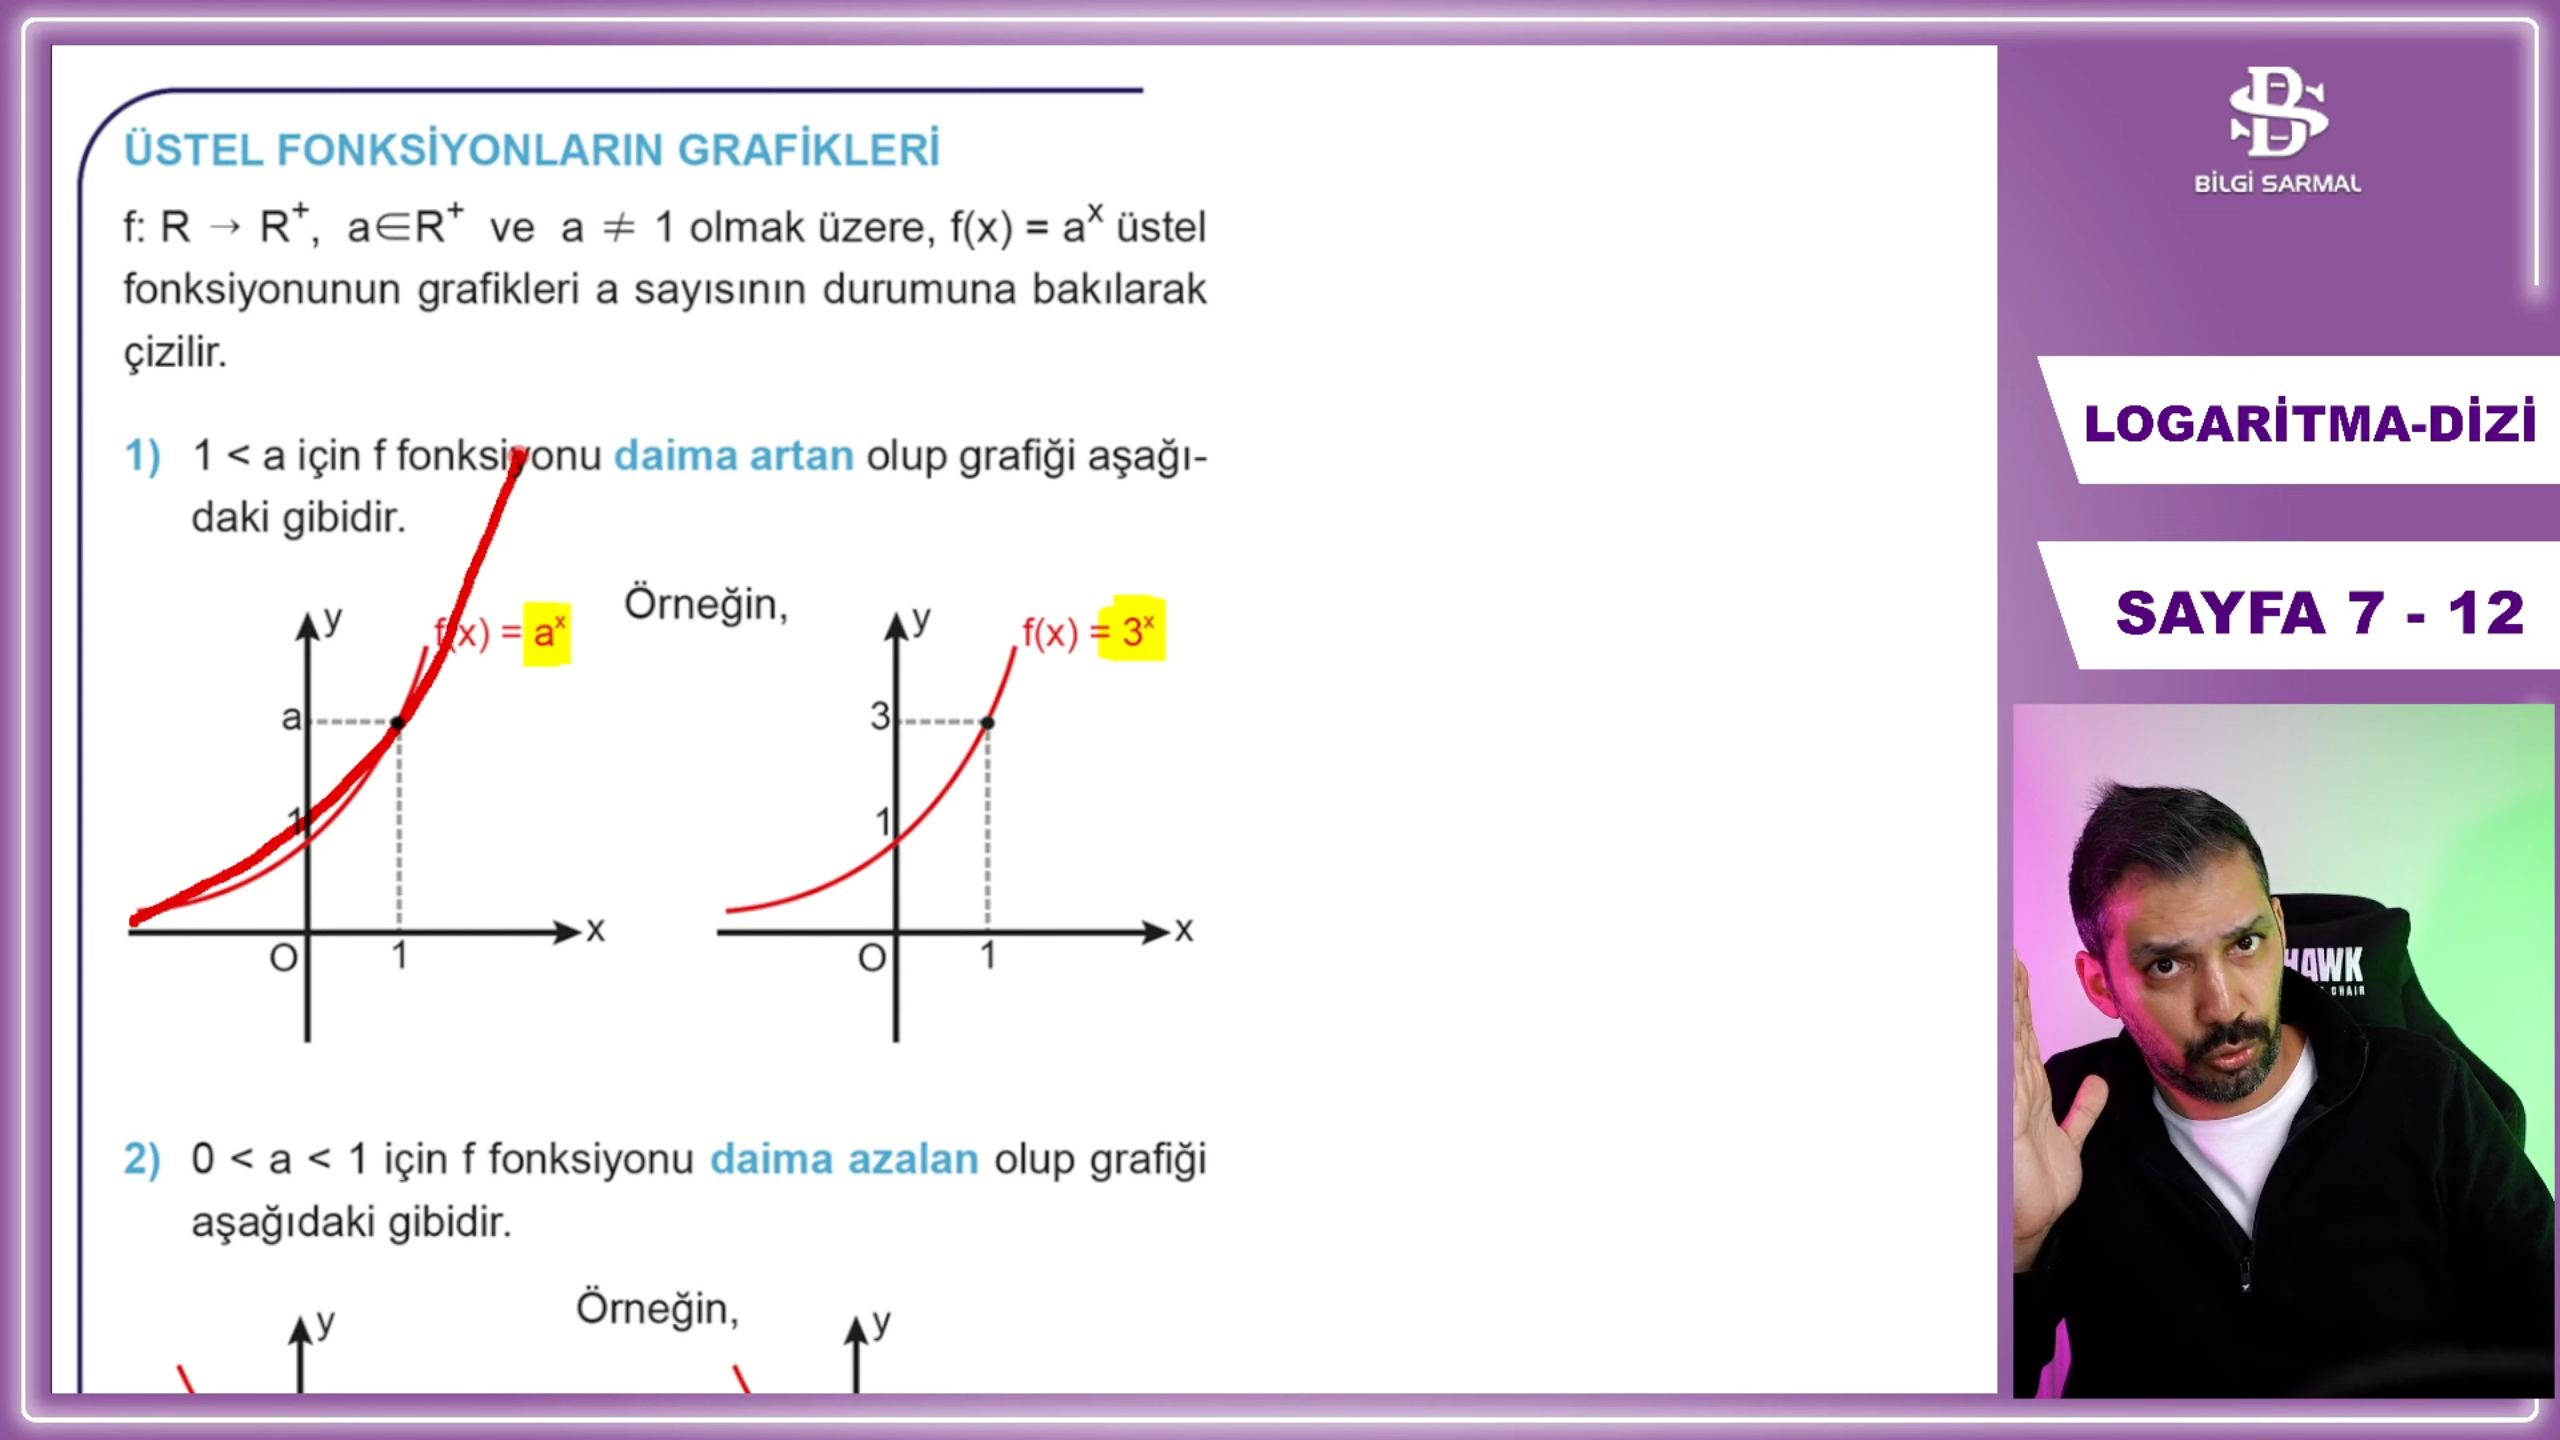 ÜSTEL FONKSİYONLARIN GRAFİKLERİ
f: R → R⁺, a∈R⁺ ve a ≠ 1 olmak üzere, f(x) = aˣ üstel
fonksiyonunun grafikleri a sayısının durumuna bakılarak
çizilir.
1) 1 < a için f fonksiyonu daima artan olup grafiği aşağı-
daki gibidir.
y
f(x) = aˣ
a
1
O
1
x
Örneğin,
y
f(x) = 3ˣ
3
1
O
1
x
2) 0 < a < 1 için f fonksiyonu daima azalan olup grafiği
aşağıdaki gibidir.
y
Örneğin,
y
BİLGİ SARMAL
LOGARİTMA-DİZİ
SAYFA 7 - 12
HAWK
CHAIR